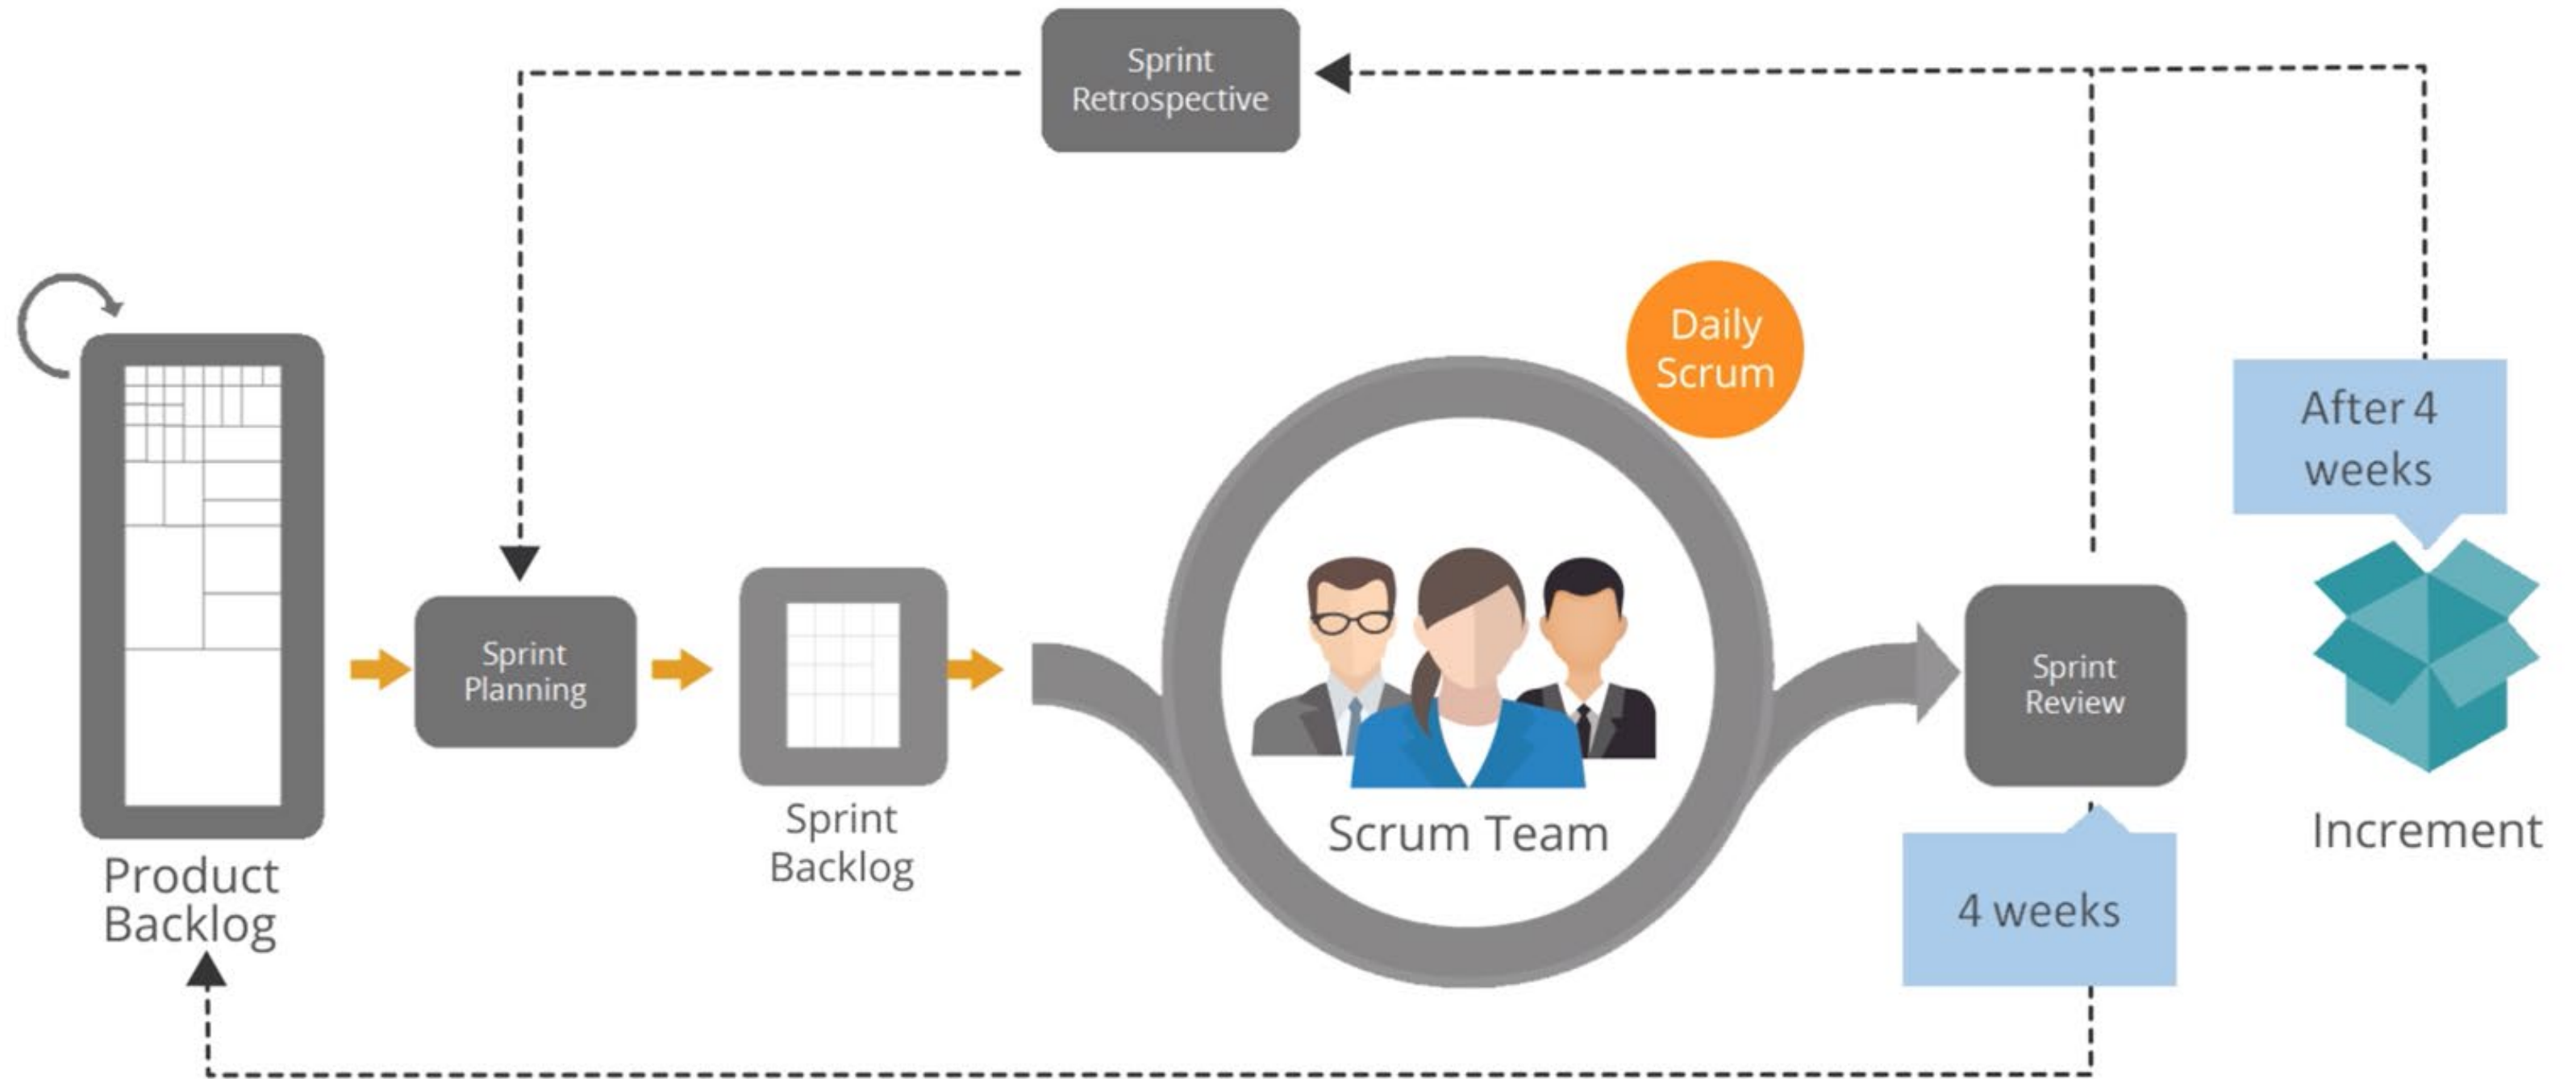 Sprint
Retrospective
Daily
Scrum
After 4
weeks
Sprint
Planning
Sprint
Review
Sprint
Backlog
Scrum Team
Increment
Product
Backlog
4 weeks